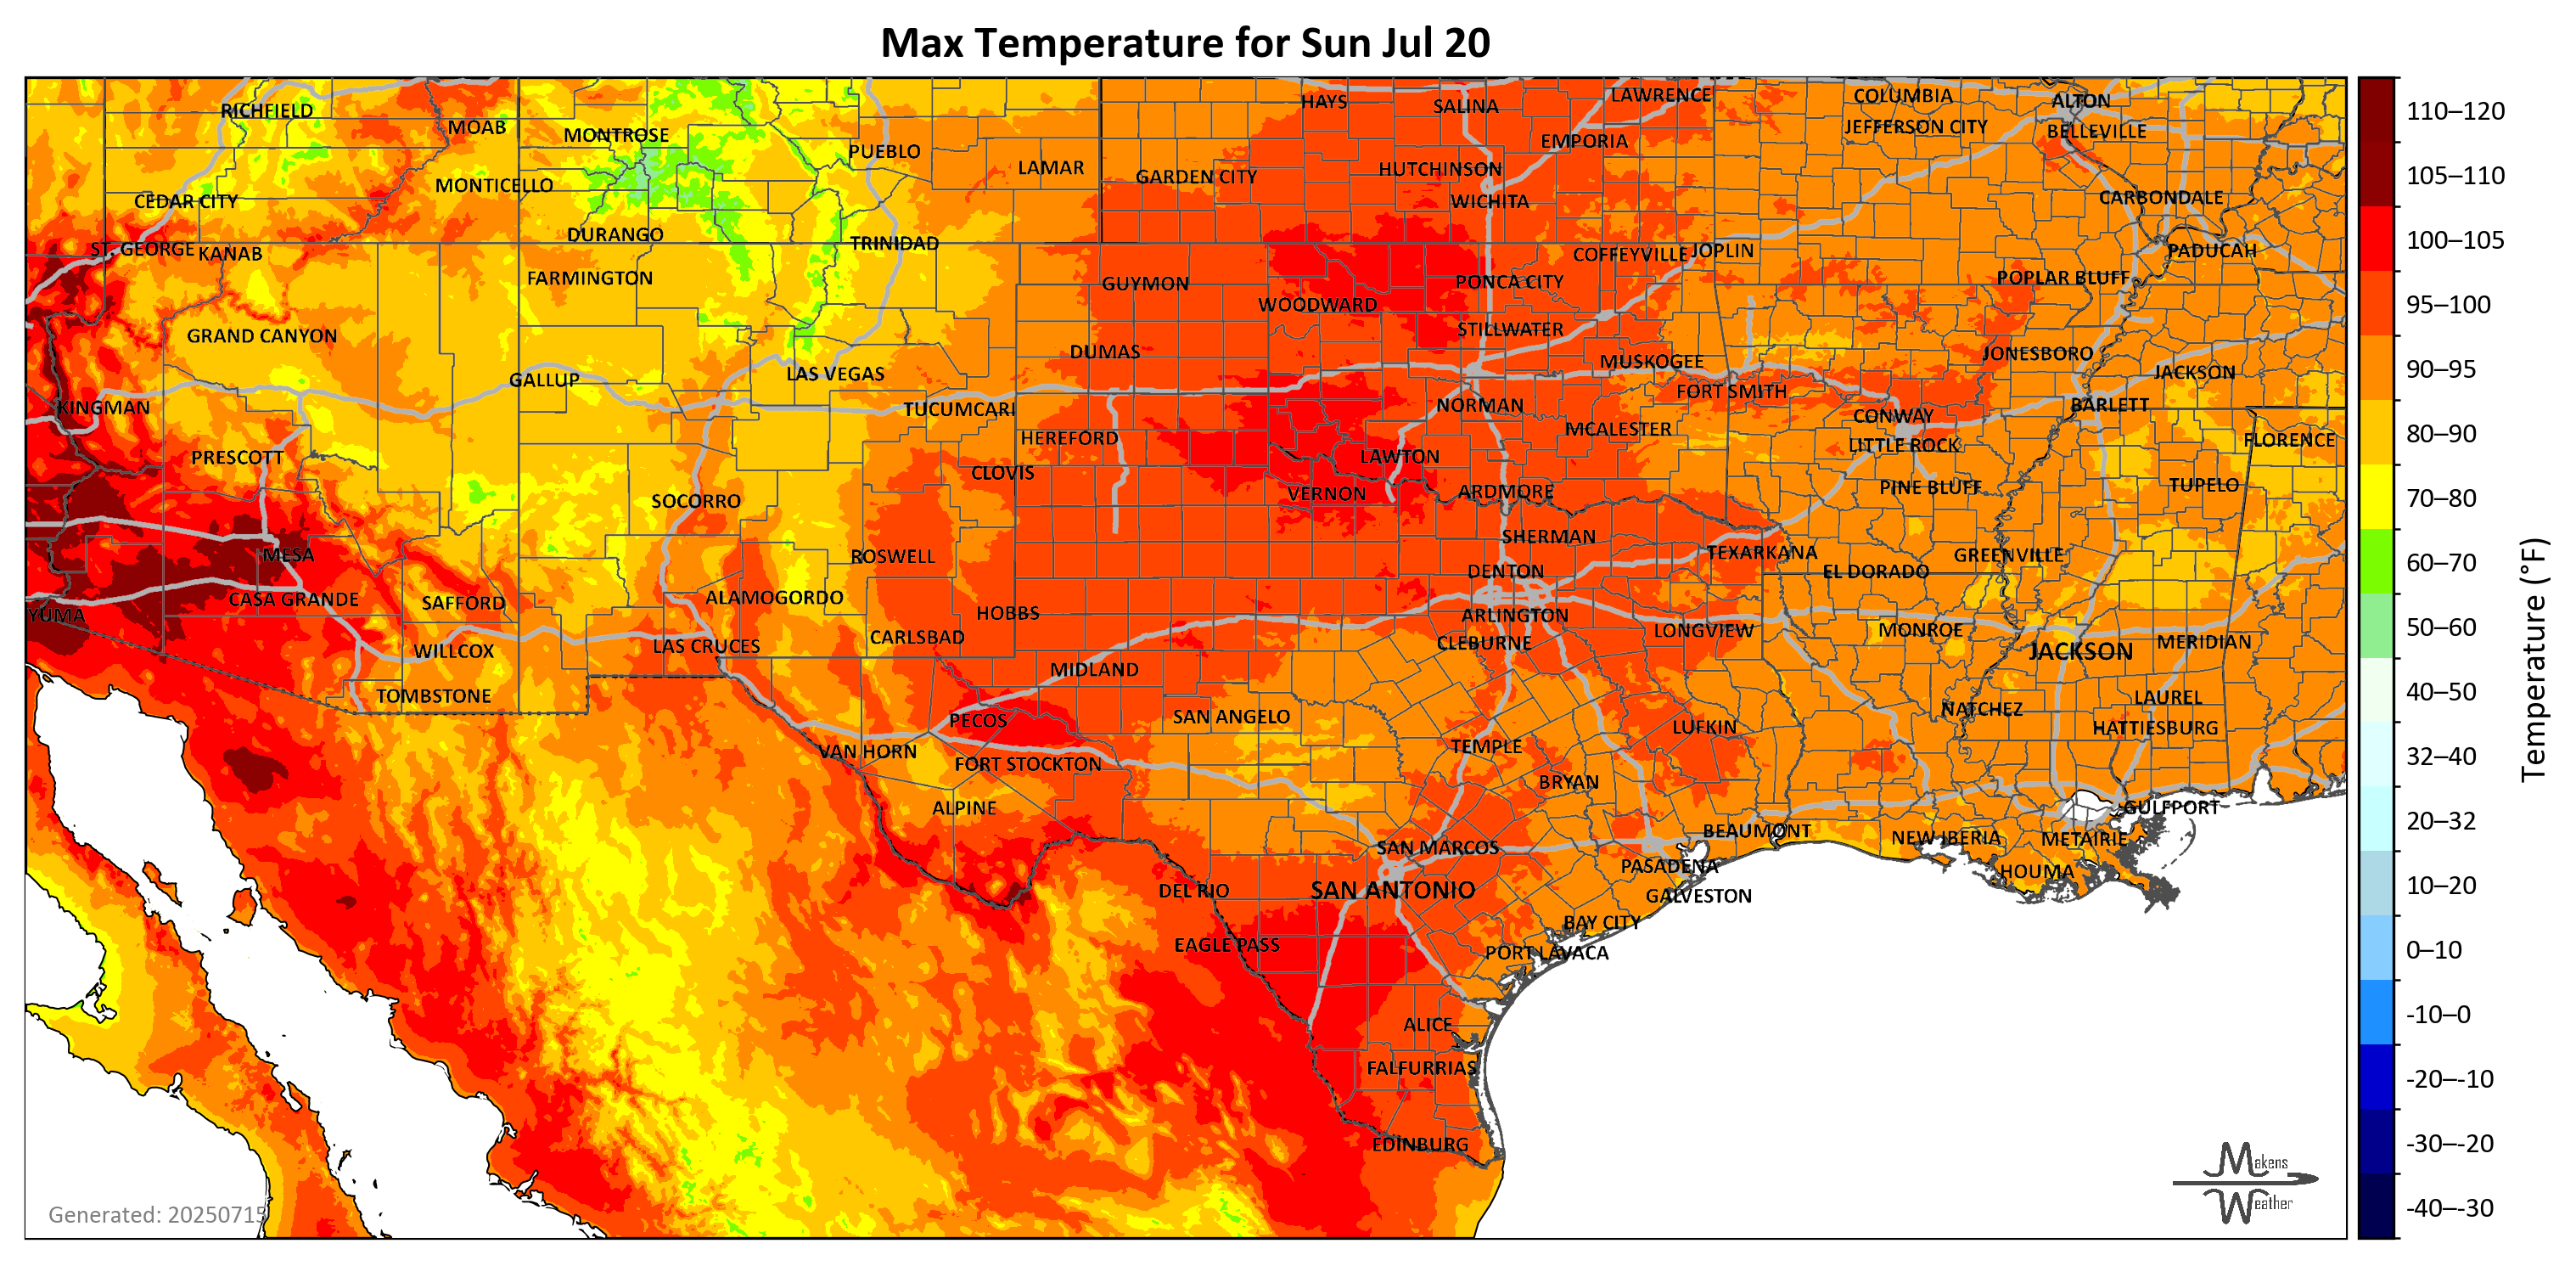 Max Temperature for Sun Jul 20
RICHFIELD
MOAB
MONTROSE
PUEBLO
LAMAR
GARDEN CITY
HAYS
SALINA
LAWRENCE
EMPORIA
HUTCHINSON
WICHITA
COLUMBIA
JEFFERSON CITY
ALTON
BELLEVILLE
CARBONDALE
PADUCAH
CEDAR CITY
MONTICELLO
ST. GEORGE
KANAB
DURANGO
TRINIDAD
FARMINGTON
GUYMON
WOODWARD
PONCA CITY
COFFEYVILLE
JOPLIN
POPLAR BLUFF
GRAND CANYON
DUMAS
STILLWATER
MUSKOGEE
JONESBORO
JACKSON
GALLUP
LAS VEGAS
TUCUMCARI
KINGMAN
NORMAN
FORT SMITH
CONWAY
BARLETT
PRESCOTT
HEREFORD
CLOVIS
LAWTON
MCALESTER
LITTLE ROCK
FLORENCE
SOCORRO
VERNON
ARDMORE
PINE BLUFF
TUPELO
MESA
ROSWELL
SHERMAN
TEXARKANA
GREENVILLE
DENTON
EL DORADO
YUMA
CASA GRANDE
SAFFORD
ALAMOGORDO
HOBBS
ARLINGTON
CLEBURNE
LONGVIEW
MONROE
JACKSON
MERIDIAN
WILLCOX
LAS CRUCES
CARLSBAD
MIDLAND
TOMBSTONE
PECOS
SAN ANGELO
LUFKIN
NATCHEZ
LAUREL
HATTIESBURG
VAN HORN
FORT STOCKTON
TEMPLE
BRYAN
ALPINE
SAN MARCOS
BEAUMONT
NEW IBERIA
METAIRIE
GULFPORT
DEL RIO
SAN ANTONIO
PASADENA
GALVESTON
HOUMA
EAGLE PASS
BAY CITY
PORT LAVACA
ALICE
FALFURRIAS
EDINBURG
Generated: 20250715
Makens
Weather
110–120
105–110
100–105
95–100
90–95
80–90
70–80
60–70
50–60
40–50
32–40
20–32
10–20
0–10
-10–0
-20–-10
-30–-20
-40–-30
Temperature (°F)